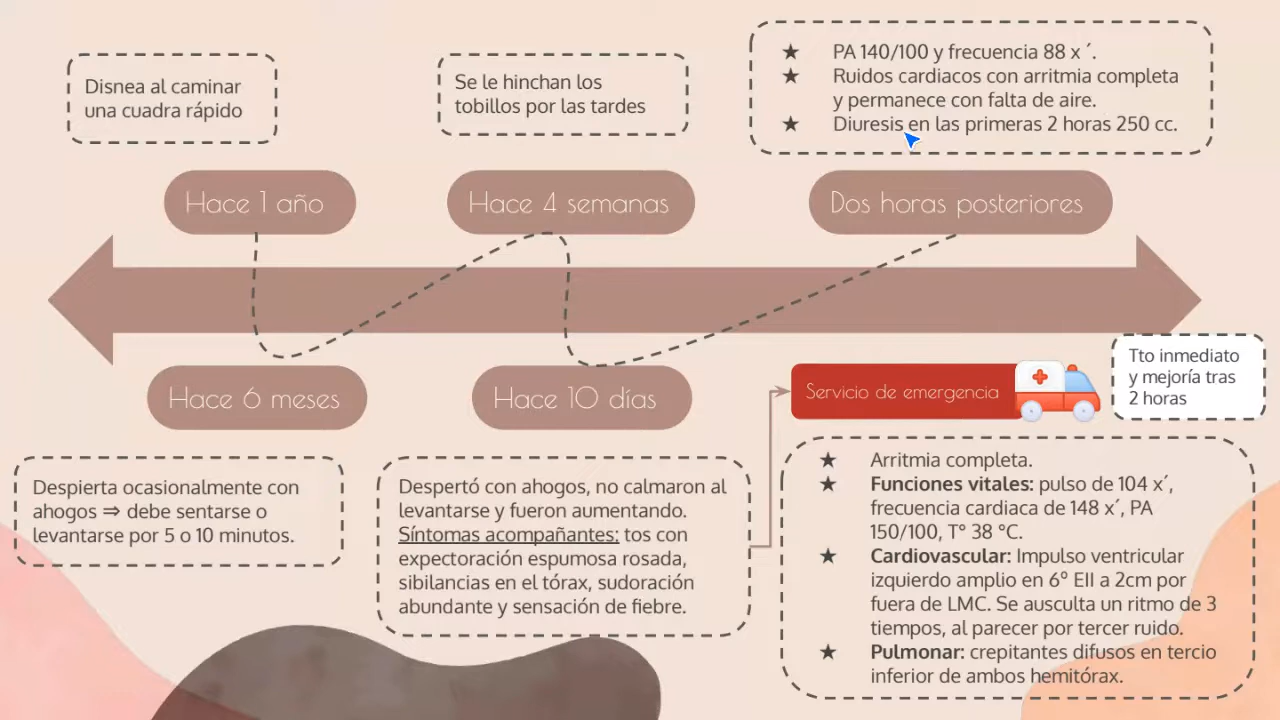 Disnea al caminar
una cuadra rápido
Se le hinchan los
tobillos por las tardes
★ PA 140/100 y frecuencia 88 x ´.
★ Ruidos cardiacos con arritmia completa
y permanece con falta de aire.
★ Diuresis en las primeras 2 horas 250 cc.
Hace 1 año
Hace 4 semanas
Dos horas posteriores
Hace 6 meses
Hace 10 días
Servicio de emergencia
Tto inmediato
y mejoría tras
2 horas
Despierta ocasionalmente con
ahogos ⇒ debe sentarse o
levantarse por 5 o 10 minutos.
Despertó con ahogos, no calmaron al
levantarse y fueron aumentando.
Síntomas acompañantes: tos con
expectoración espumosa rosada,
sibilancias en el tórax, sudoración
abundante y sensación de fiebre.
★ Arritmia completa.
★ Funciones vitales: pulso de 104 x´,
frecuencia cardiaca de 148 x´, PA
150/100, T° 38 °C.
★ Cardiovascular: Impulso ventricular
izquierdo amplio en 6° EII a 2cm por
fuera de LMC. Se ausculta un ritmo de 3
tiempos, al parecer por tercer ruido.
★ Pulmonar: crepitantes difusos en tercio
inferior de ambos hemitórax.